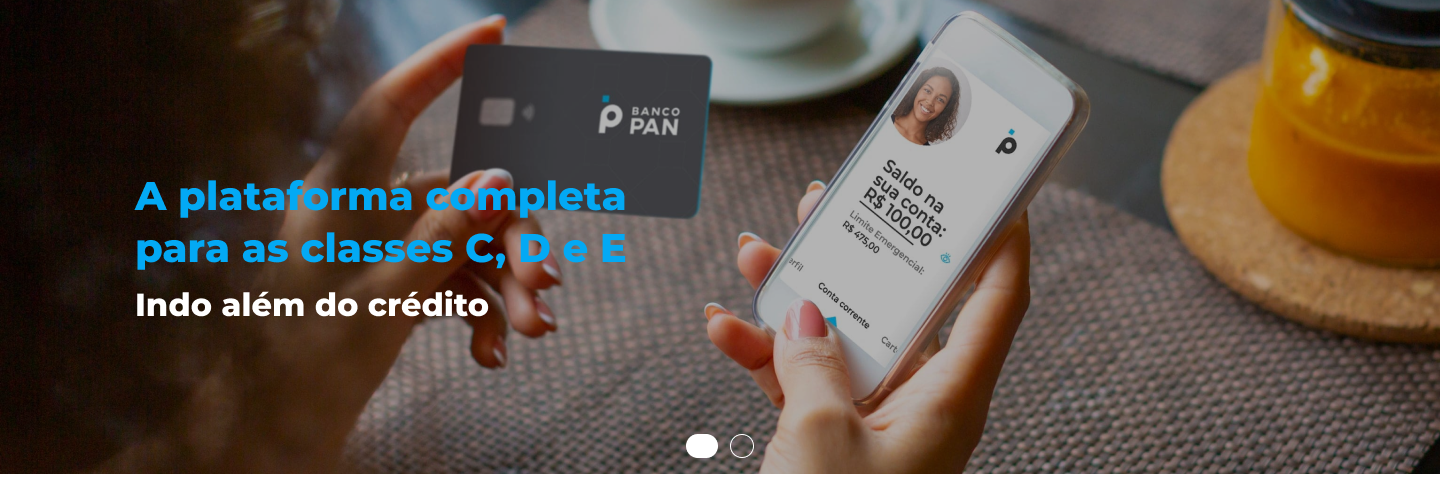 BANCO
PAN
A plataforma completa
para as classes C, D e E
Indo além do crédito
Saldo na
sua conta:
R$ 100,00
Limite Emergencial:
R$ 475,00
erfil
Conta corrente
Cart